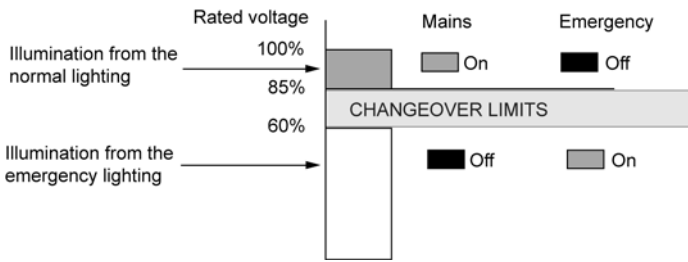 Rated voltage
Mains
Emergency
Illumination from the
normal lighting
100%
On
Off
85%
CHANGEOVER LIMITS
60%
Illumination from the
emergency lighting
Off
On